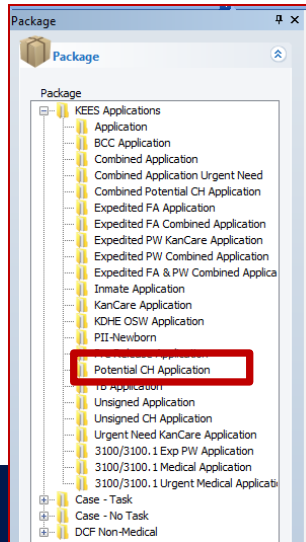 Package
Package
Package
KEES Applications
Application
BCC Application
Combined Application
Combined Application Urgent Need
Combined Potential CH Application
Expedited FA Application
Expedited FA Combined Application
Expedited PW KanCare Application
Expedited PW Combined Application
Expedited FA & PW Combined Applica
Inmate Application
KanCare Application
KDHE OSW Application
PII-Newborn
Release Application
Potential CH Application
TB Application
Unsigned Application
Unsigned CH Application
Urgent Need KanCare Application
3100/3100.1 Exp PW Application
3100/3100.1 Medical Application
3100/3100.1 Urgent Medical Applicati
Case - Task
Case - No Task
DCF Non-Medical